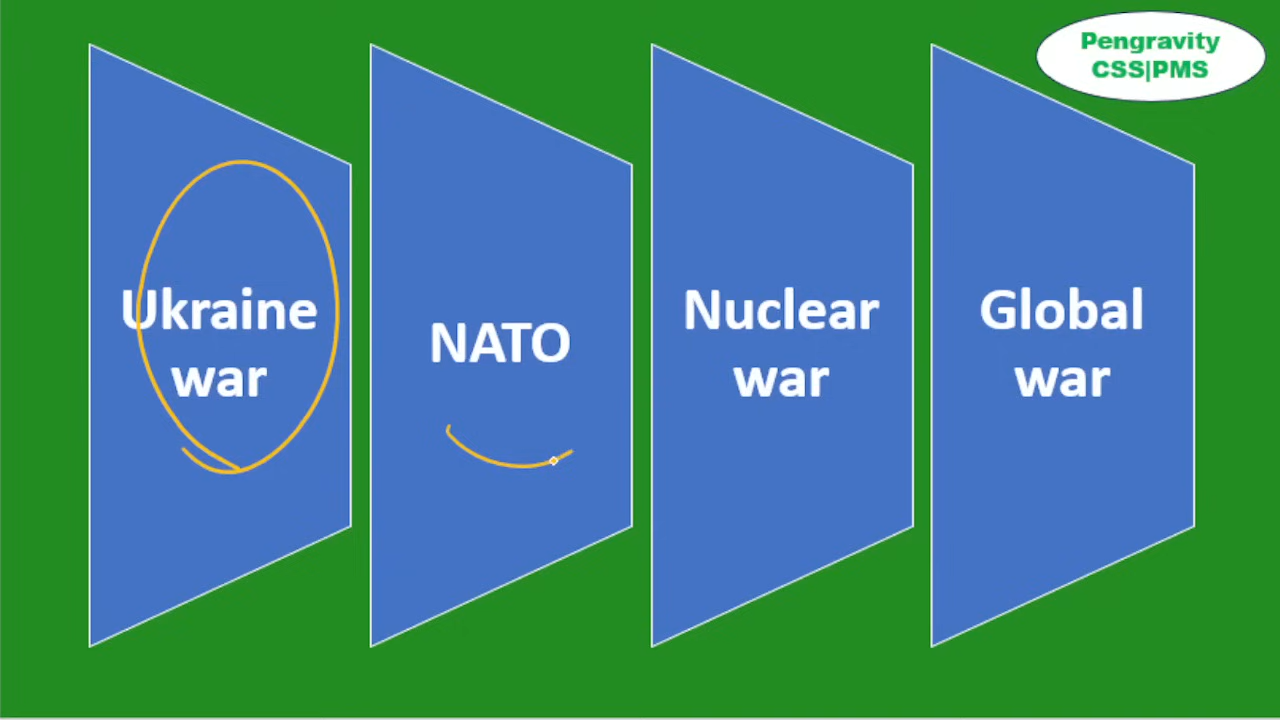 Pengravity
CSS|PMS
Ukraine
war
NATO
Nuclear
war
Global
war